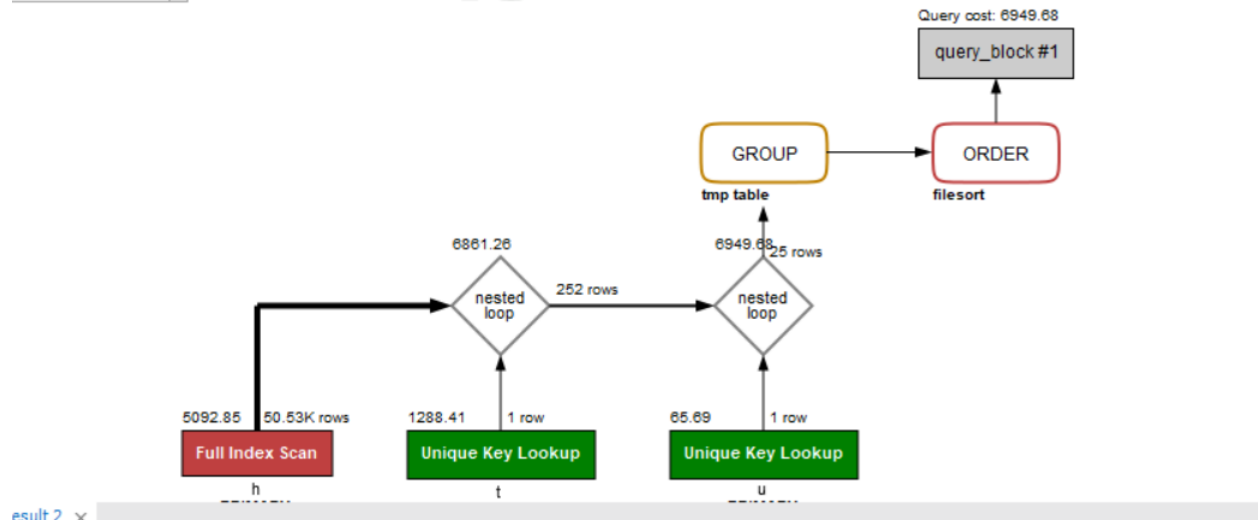 Query cost: 6949.68
query_block #1
GROUP
ORDER
tmp table
filesort
6861.26
6949.68
25 rows
nested
loop
252 rows
nested
loop
5092.85
50.53K rows
1288.41
1 row
65.69
1 row
Full Index Scan
Unique Key Lookup
Unique Key Lookup
h
t
u
esult 2 ×